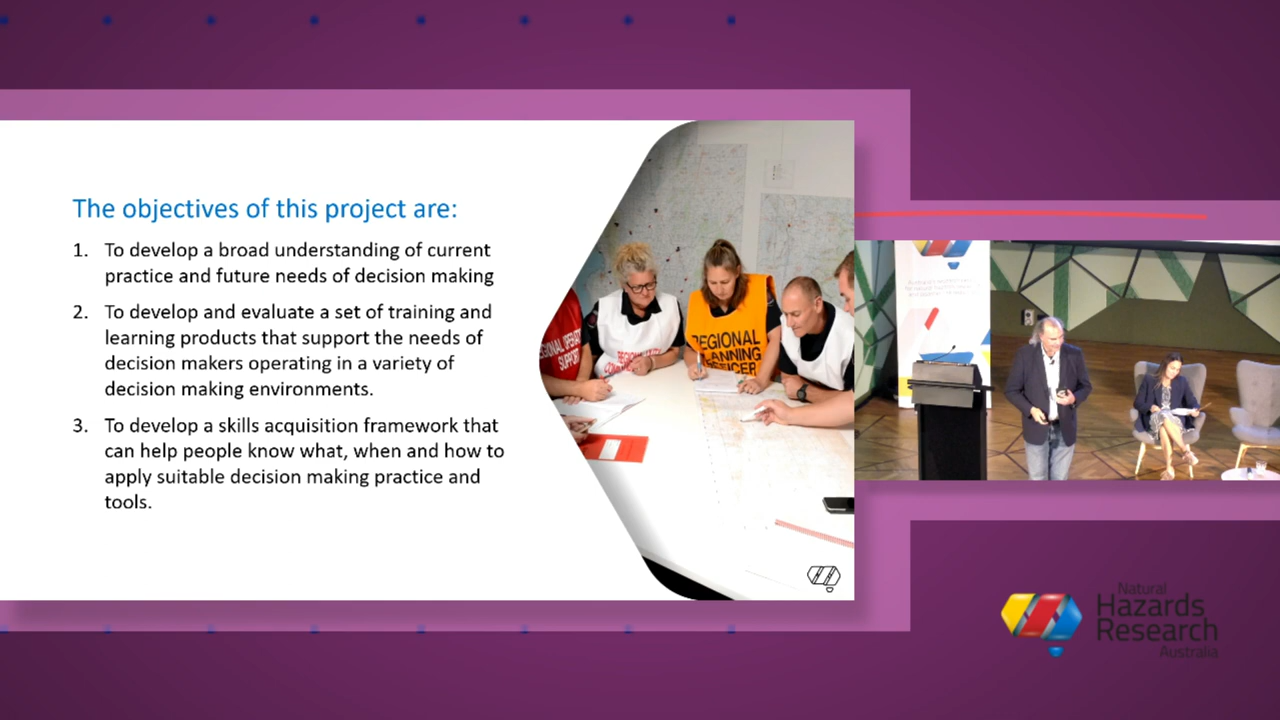 The objectives of this project are:
1. To develop a broad understanding of current
practice and future needs of decision making
2. To develop and evaluate a set of training and
learning products that support the needs of
decision makers operating in a variety of
decision making environments.
3. To develop a skills acquisition framework that
can help people know what, when and how to
apply suitable decision making practice and
tools.
REGIONAL
SUPPORT
REGIONAL
REGIONAL
PLANNING
Natural
Hazards
Research
Australia